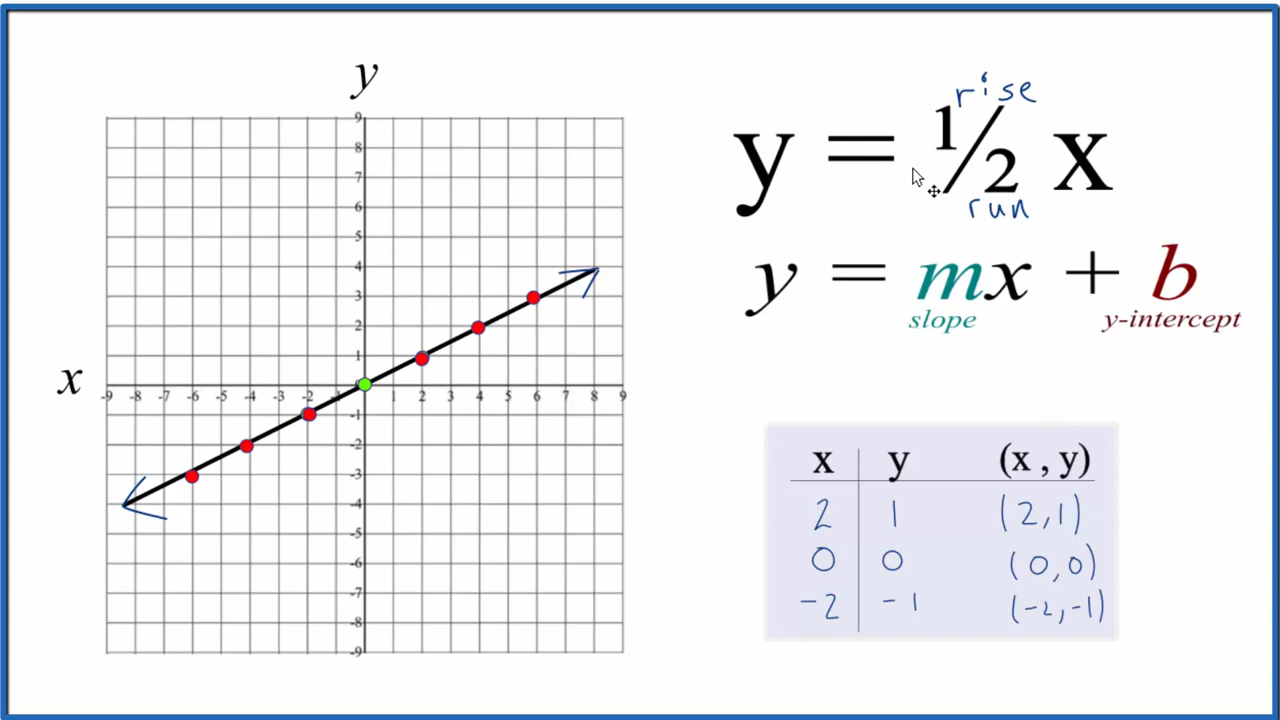 y
9
8
7
6
5
4
3
2
1
x
-9 -8 -7 -6 -5 -4 -3 -2 -1 1 2 3 4 5 6 7 8 9
-1
-2
-3
-4
-5
-6
-7
-8
-9
rise
y = 1/2 x
run
y = mx + b
slope y-intercept
x y (x , y)
2 1 (2,1)
0 0 (0,0)
-2 -1 (-2,-1)